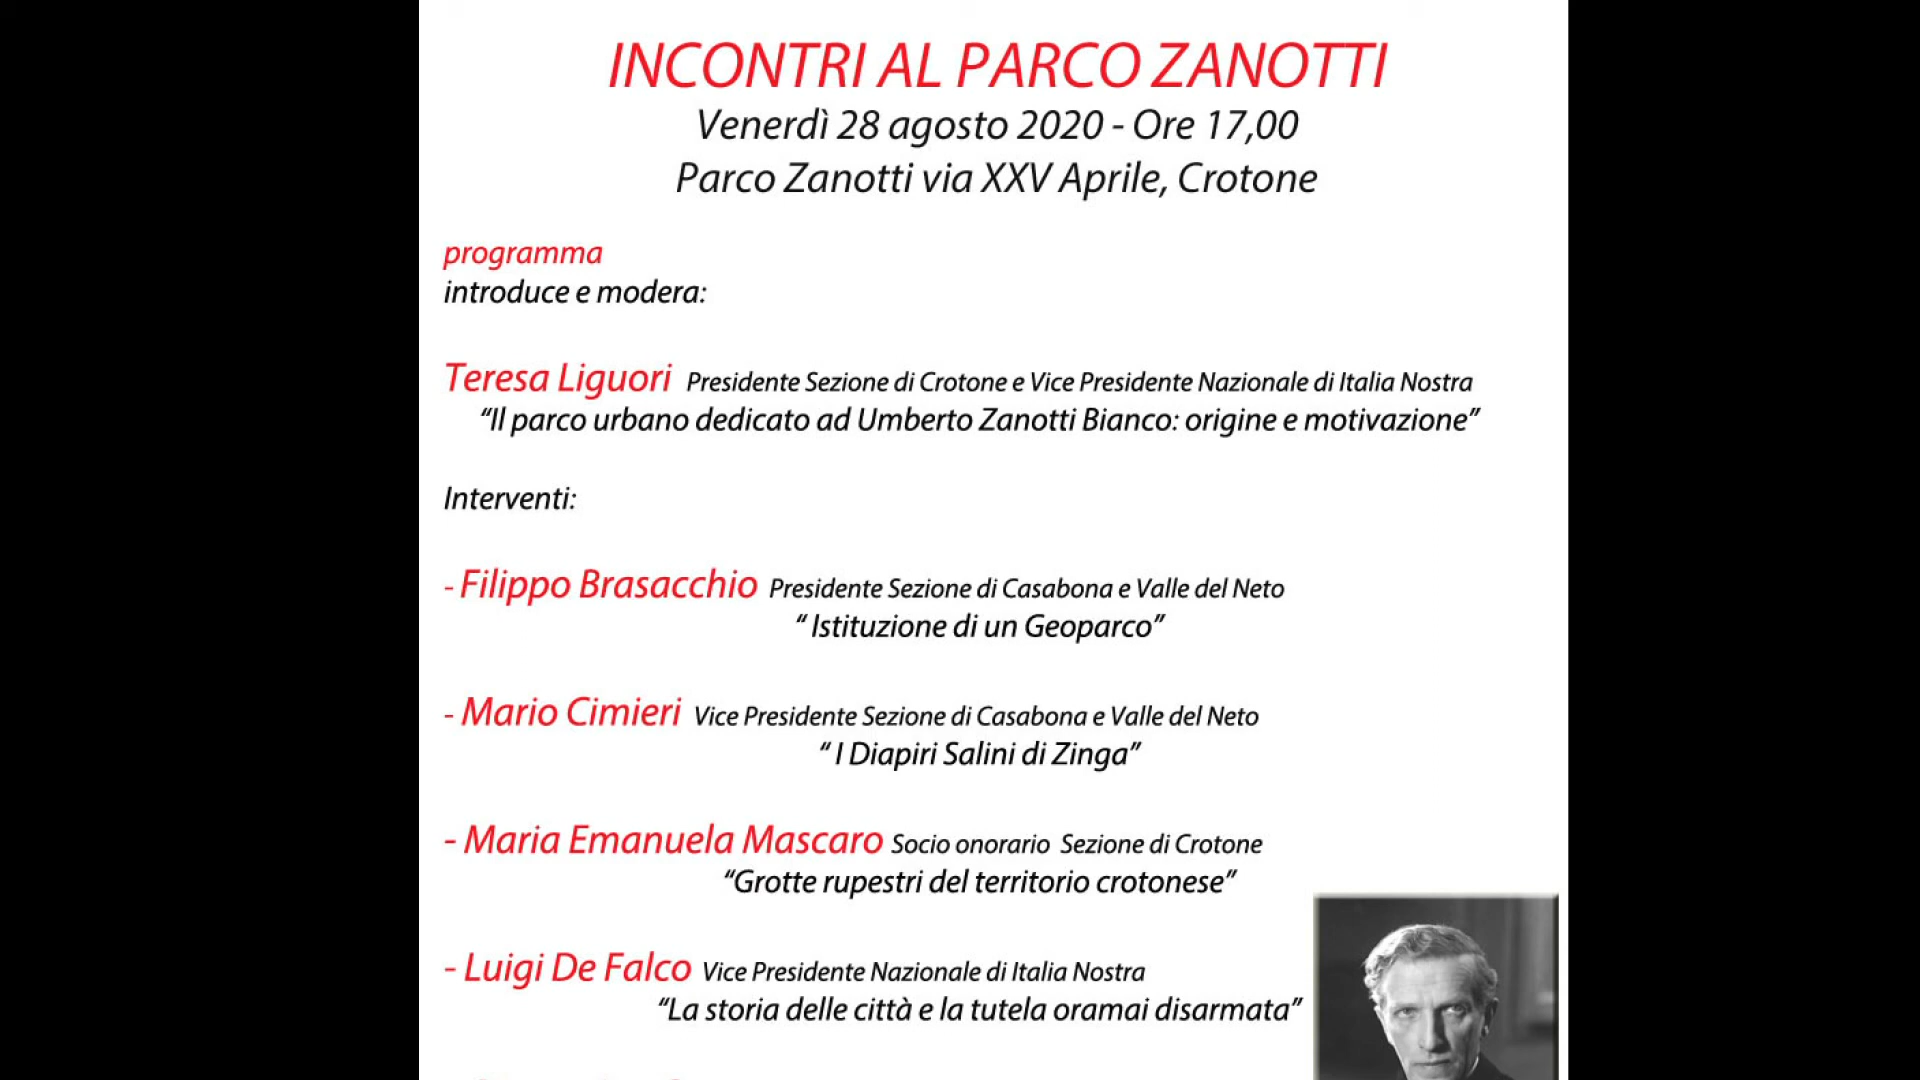 INCONTRI AL PARCO ZANOTTI
Venerdì 28 agosto 2020 - Ore 17,00
Parco Zanotti via XXV Aprile, Crotone
programma
introduce e modera:
Teresa Liguori Presidente Sezione di Crotone e Vice Presidente Nazionale di Italia Nostra
“Il parco urbano dedicato ad Umberto Zanotti Bianco: origine e motivazione”
Interventi:
- Filippo Brasacchio Presidente Sezione di Casabona e Valle del Neto
“ Istituzione di un Geoparco”
- Mario Cimieri Vice Presidente Sezione di Casabona e Valle del Neto
“ I Diapiri Salini di Zinga”
- Maria Emanuela Mascaro Socio onorario Sezione di Crotone
“Grotte rupestri del territorio crotonese”
- Luigi De Falco Vice Presidente Nazionale di Italia Nostra
“La storia delle città e la tutela oramai disarmata”